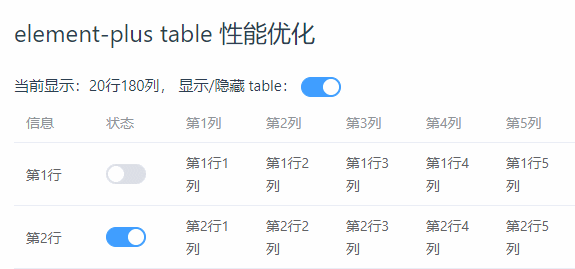 element-plus table 性能优化
当前显示：20行180列， 显示/隐藏 table：
信息 状态 第1列 第2列 第3列 第4列 第5列
第1行 第1行1 第1行2 第1行3 第1行4 第1行5
列 列 列 列 列
第2行 第2行1 第2行2 第2行3 第2行4 第2行5
列 列 列 列 列